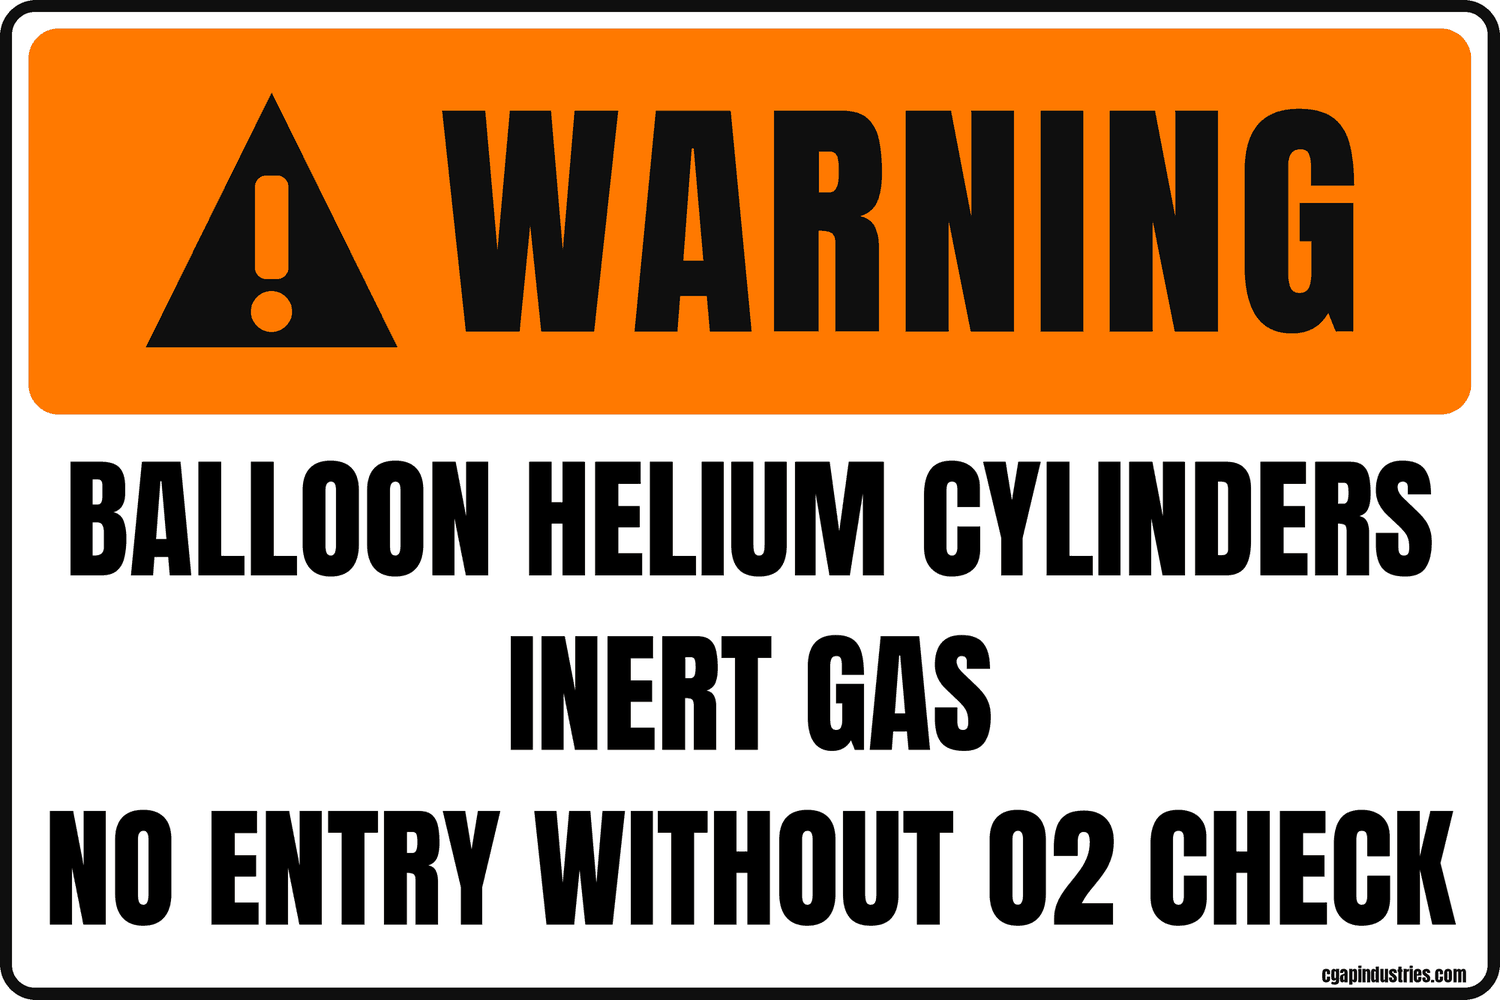 WARNING
BALLOON HELIUM CYLINDERS
INERT GAS
NO ENTRY WITHOUT O2 CHECK
cgapindustries.com